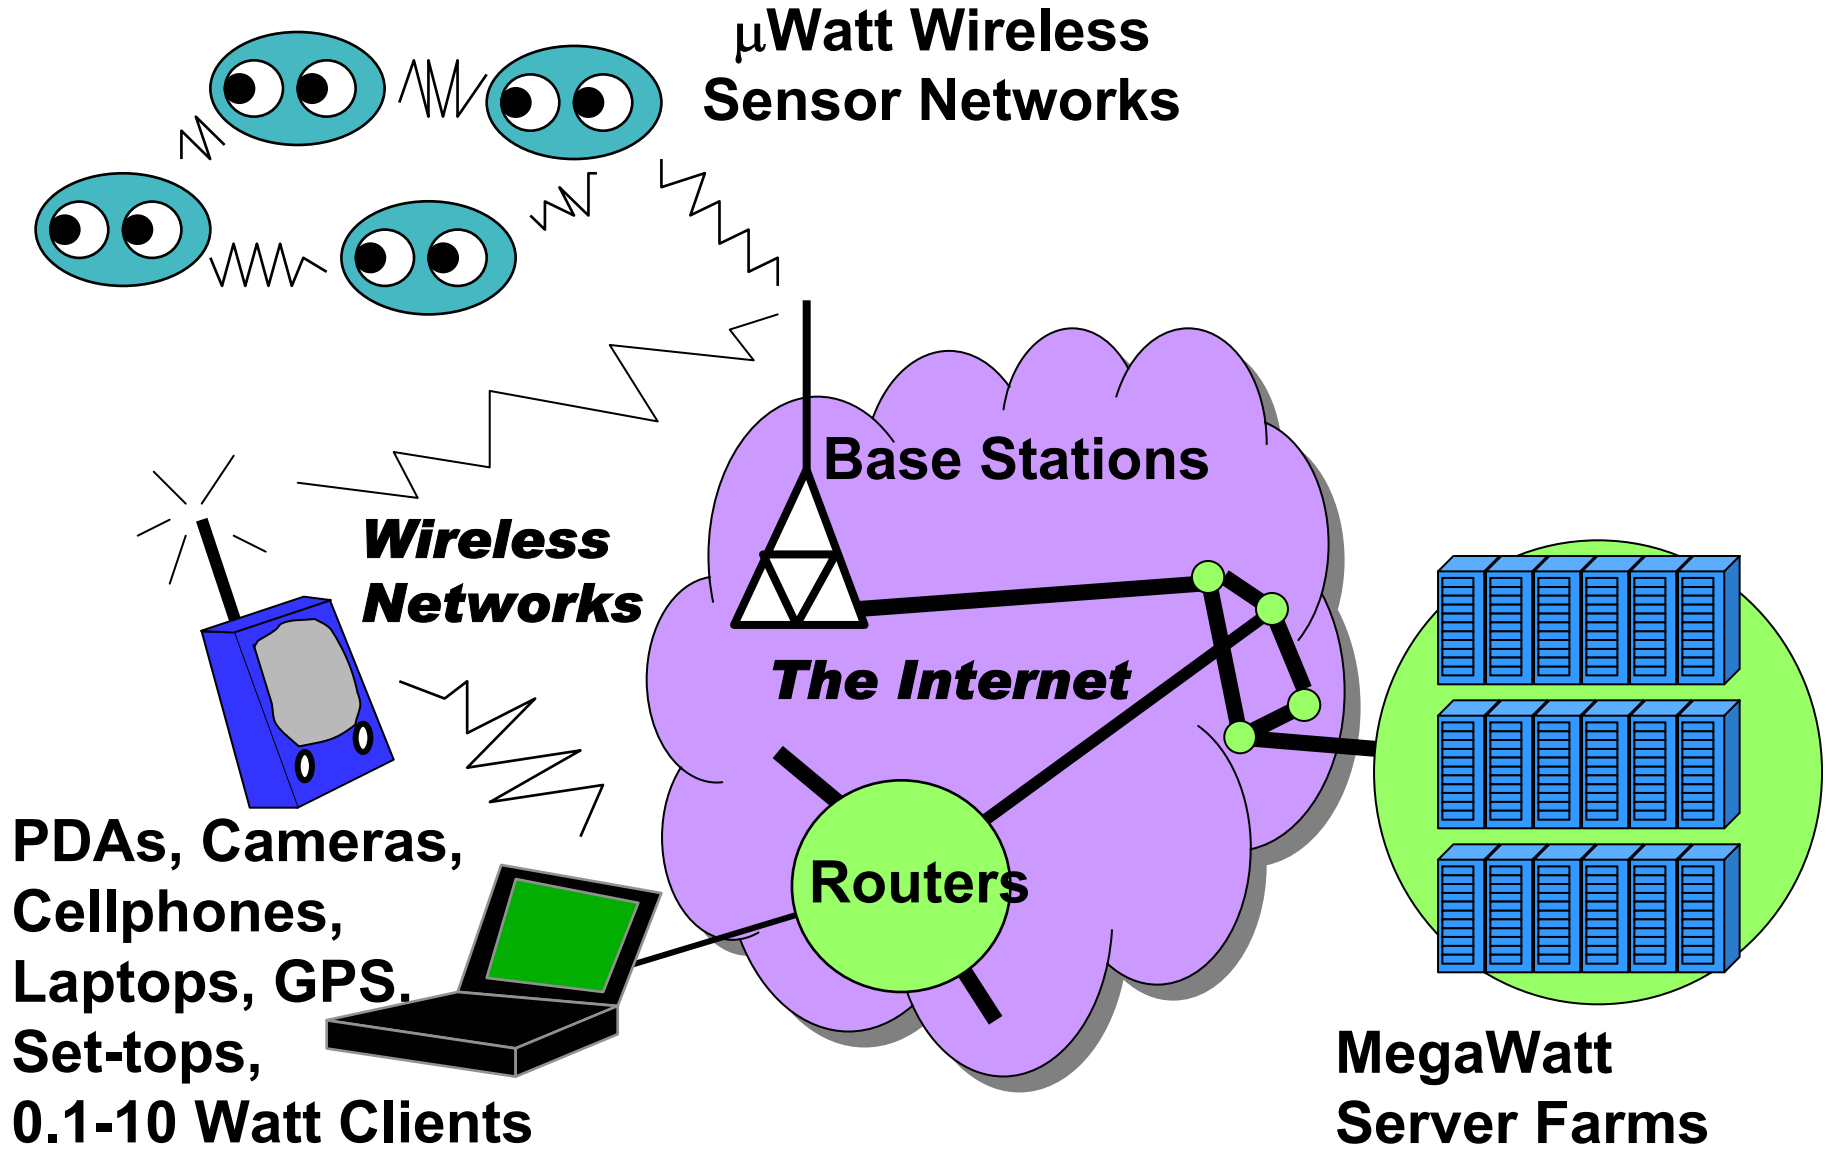 μWatt Wireless
Sensor Networks
Base Stations
Wireless
Networks
The Internet
Routers
PDAs, Cameras,
Cellphones,
Laptops, GPS,
Set-tops,
0.1-10 Watt Clients
MegaWatt
Server Farms